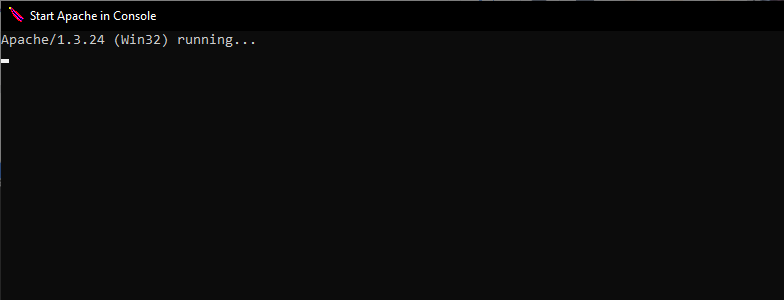 Start Apache in Console
Apache/1.3.24 (Win32) running...